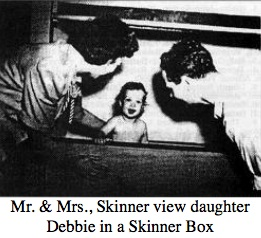 Mr. & Mrs., Skinner view daughter
Debbie in a Skinner Box